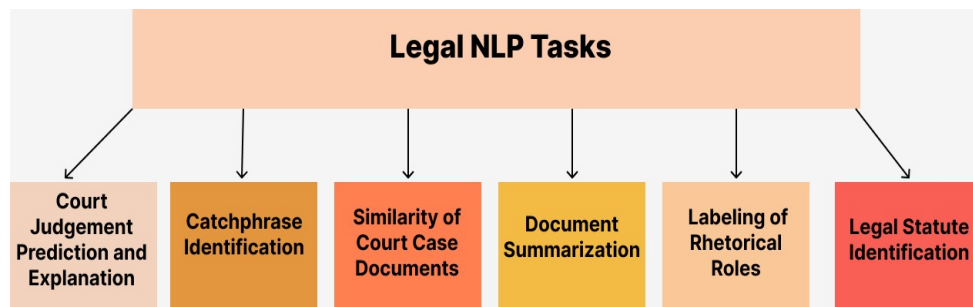 Legal NLP Tasks
Court
Judgement
Prediction and
Explanation
Catchphrase
Identification
Similarity of
Court Case
Documents
Document
Summarization
Labeling of
Rhetorical
Roles
Legal Statute
Identification